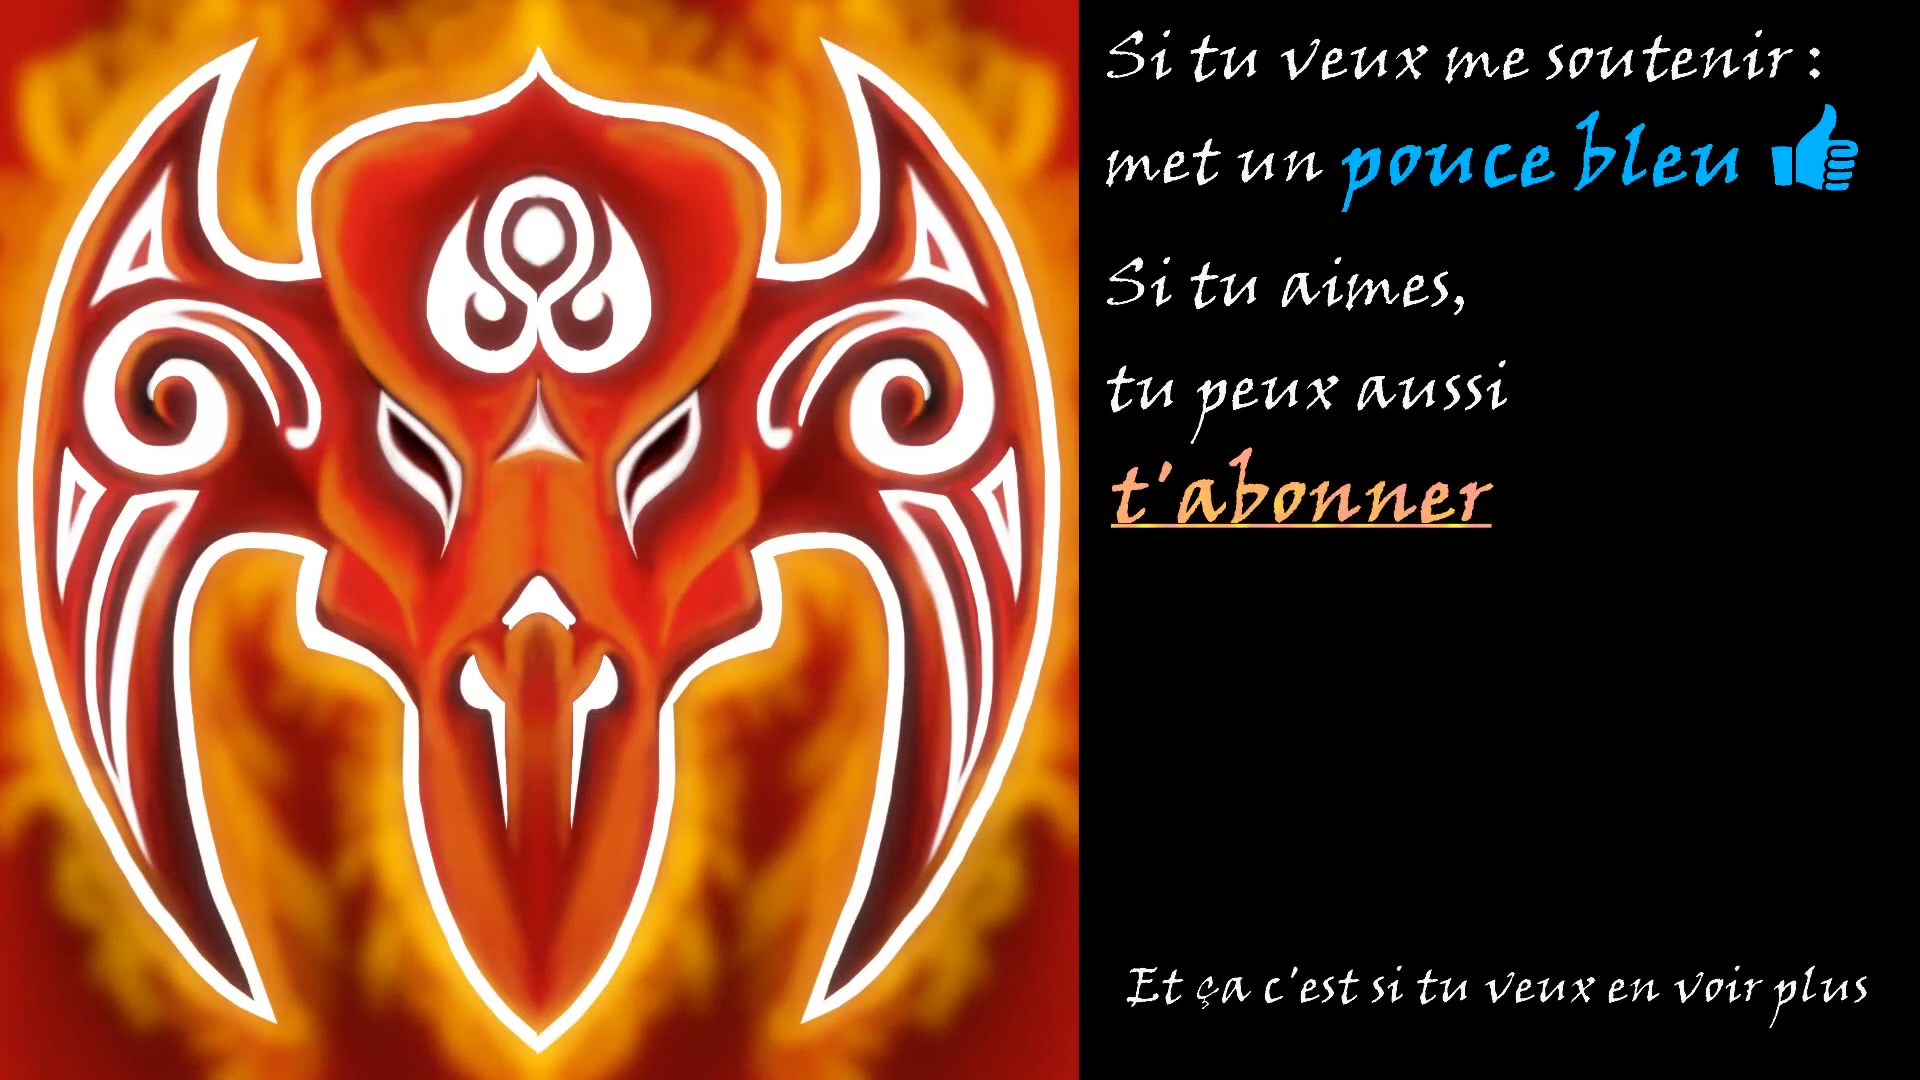 Si tu veux me soutenir :
met un pouce bleu
Si tu aimes,
tu peux aussi
t'abonner
Et ça c'est si tu veux en voir plus